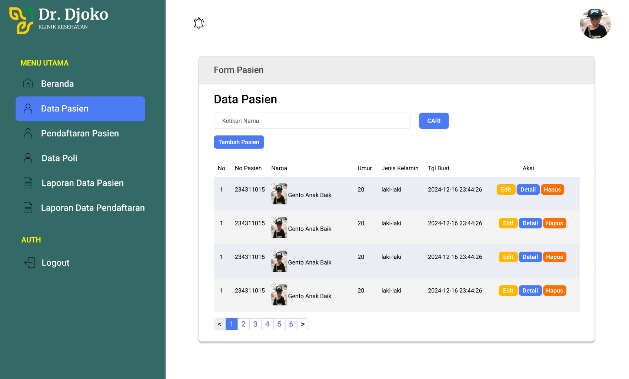 Dr. Djoko
KLINIK KESEHATAN
MENU UTAMA
Beranda
Data Pasien
Pendaftaran Pasien
Data Poli
Laporan Data Pasien
Laporan Data Pendaftaran
AUTH
Logout
Form Pasien
Data Pasien
Ketikan Nama CARI
Tambah Pasien
No No Pasien Nama Umur Jenis Kelamin Tgl Buat Aksi
1 234311015 Gento Anak Baik 20 laki-laki 2024-12-16 23:44:26 Edit Detail Hapus
1 234311015 Gento Anak Baik 20 laki-laki 2024-12-16 23:44:26 Edit Detail Hapus
1 234311015 Gento Anak Baik 20 laki-laki 2024-12-16 23:44:26 Edit Detail Hapus
1 234311015 Gento Anak Baik 20 laki-laki 2024-12-16 23:44:26 Edit Detail Hapus
< 1 2 3 4 5 6 >